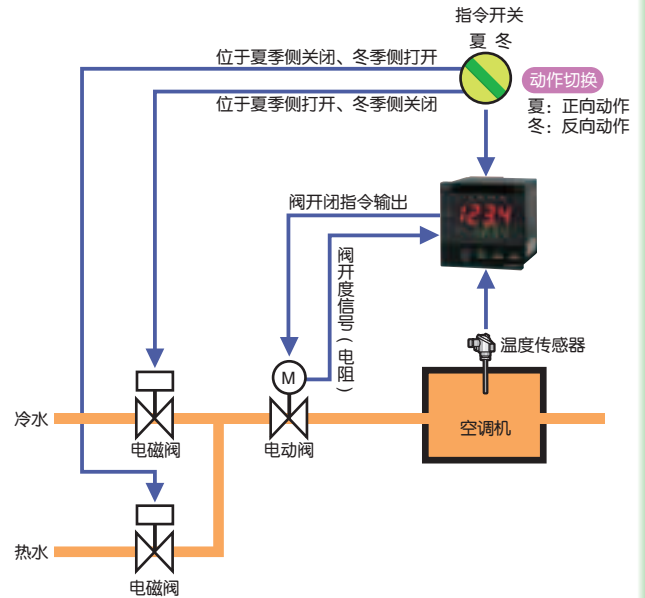 指令开关
夏 冬
动作切换
夏：正向动作
冬：反向动作
位于夏季侧关闭、冬季侧打开
位于夏季侧打开、冬季侧关闭
阀开闭指令输出
1234
阀开度信号（电阻）
温度传感器
M
冷水
电磁阀
电动阀
空调机
热水
电磁阀